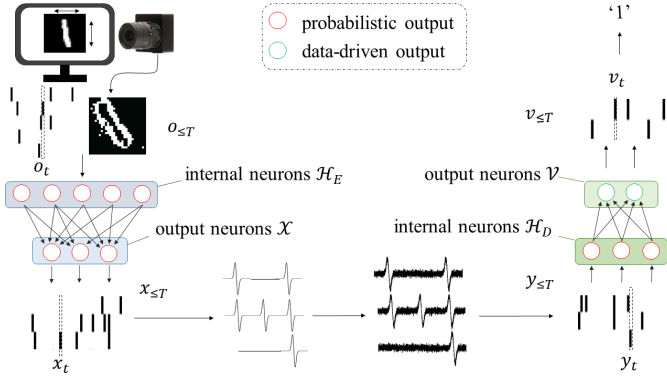 probabilistic output
data-driven output
'1'
v_t
v_{≤T}
o_{≤T}
o_t
internal neurons ℋ_E
output neurons 𝒱
output neurons 𝒳
internal neurons ℋ_D
x_{≤T}
y_{≤T}
x_t
y_t